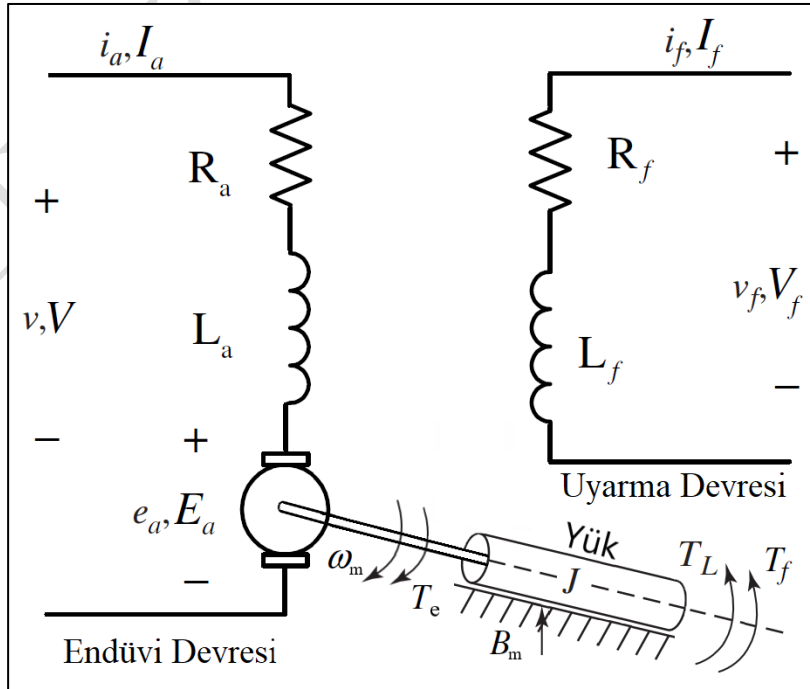 i_a, I_a
i_f, I_f
R_a
R_f
+
+
v, V
v_f, V_f
L_a
L_f
−
+
−
e_a, E_a
−
Uyarma Devresi
ω_m
T_e
Yük
J
B_m
T_L
T_f
Endüvi Devresi